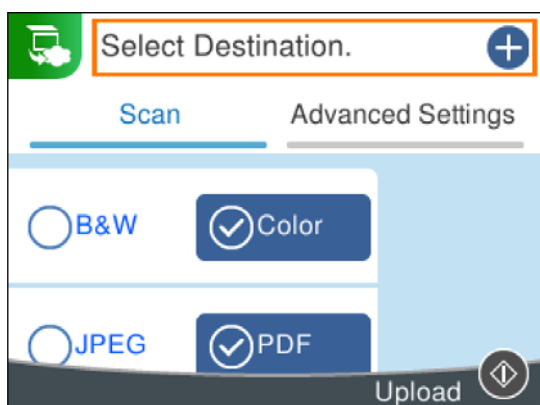 Select Destination.
Scan Advanced Settings
B&W Color
JPEG PDF
Upload